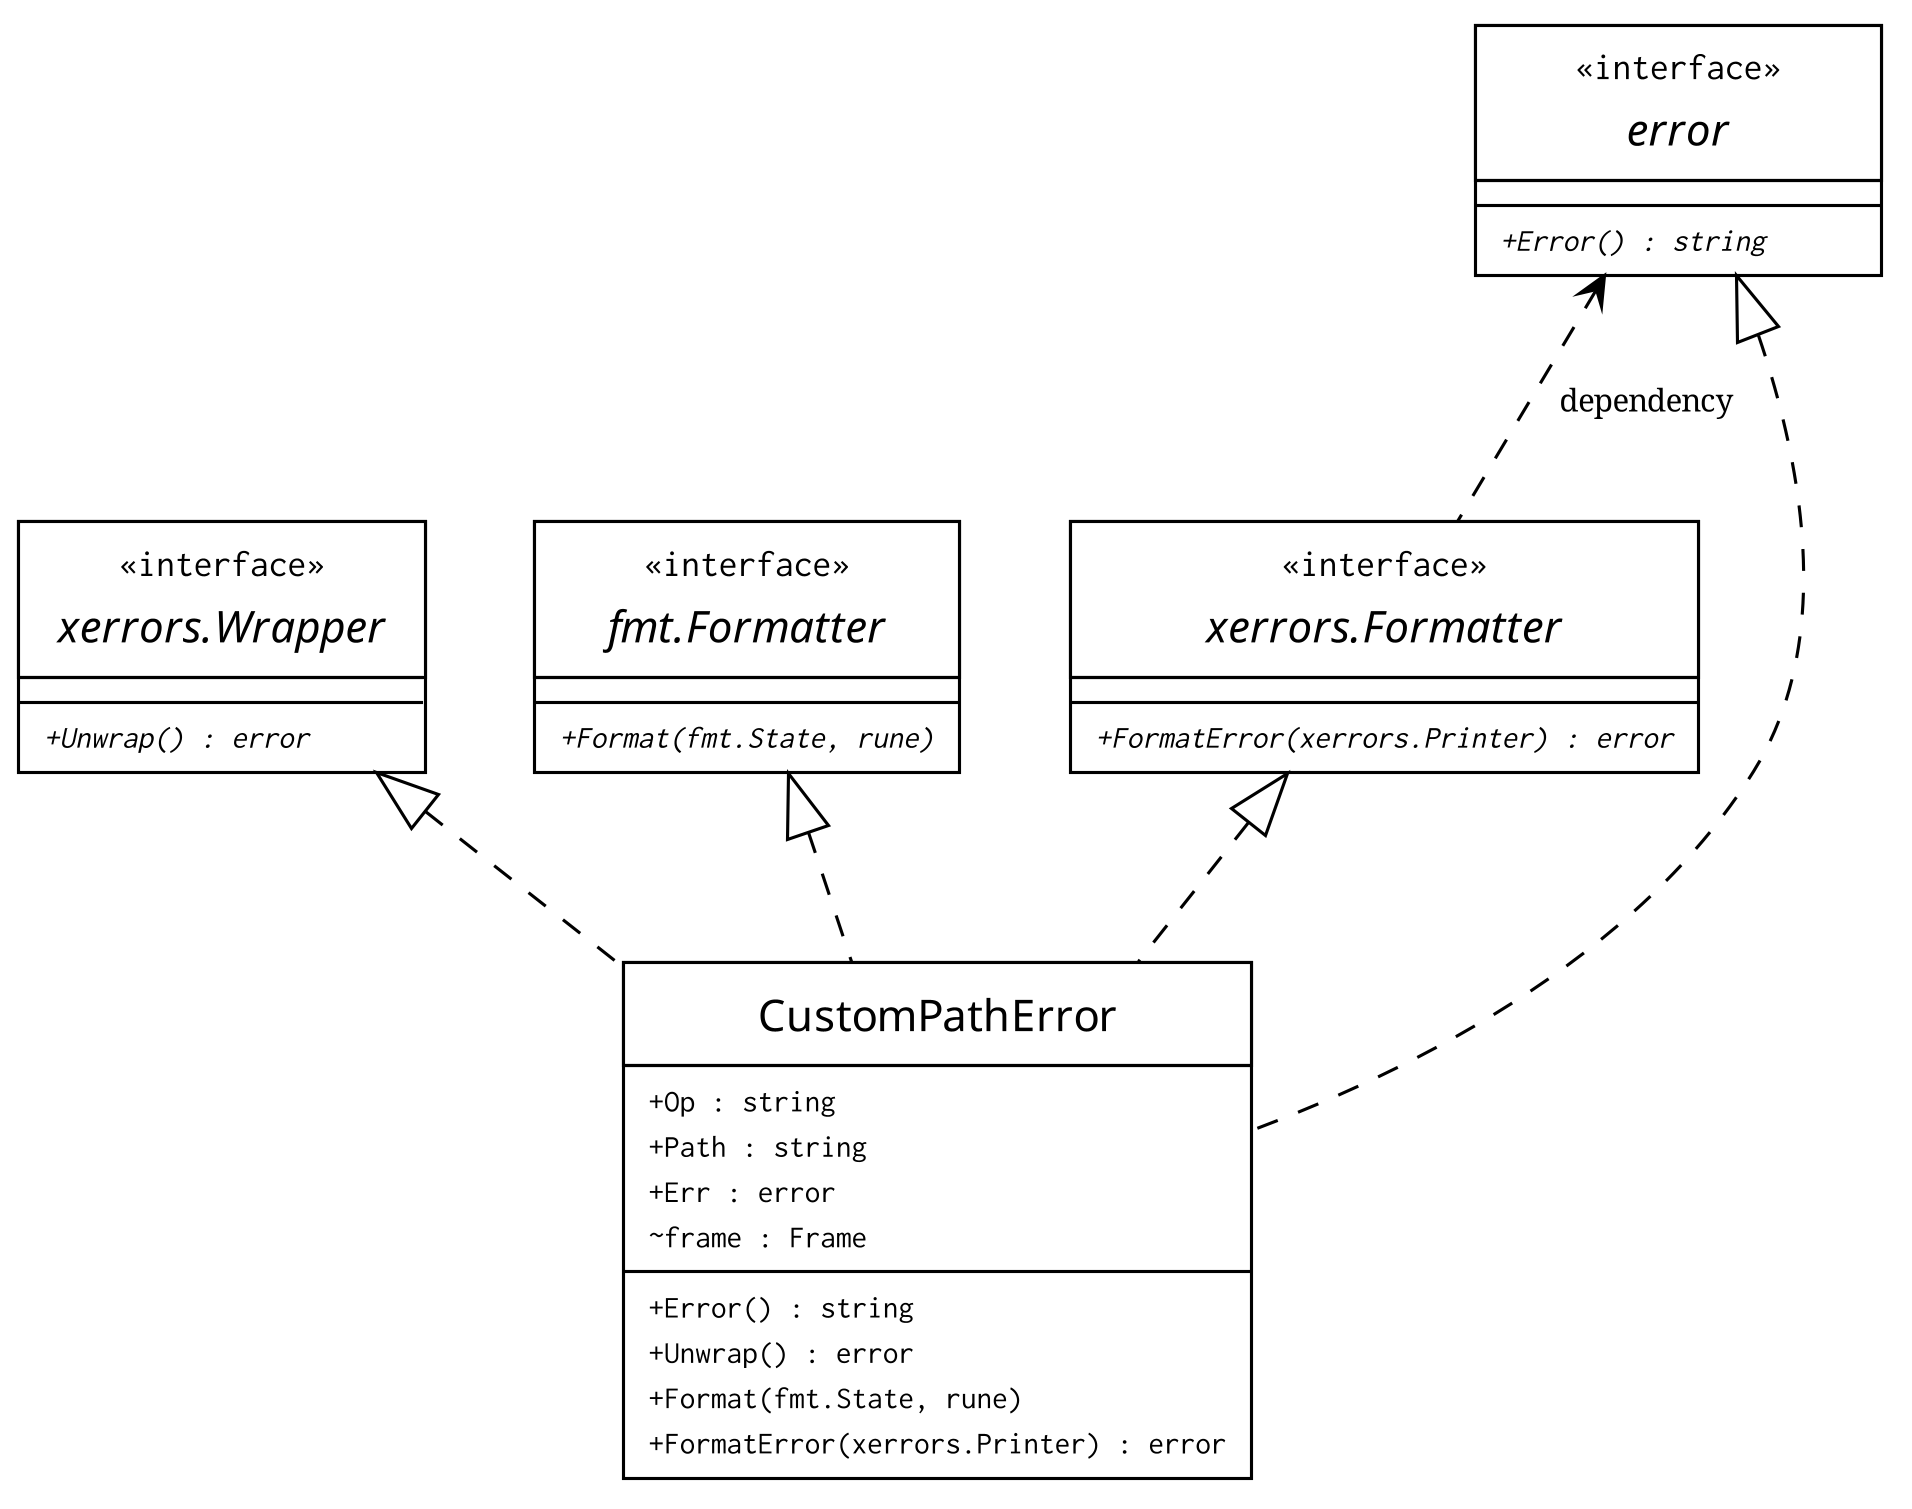 «interface»
error
+Error() : string
dependency
«interface»
xerrors.Wrapper
+Unwrap() : error
«interface»
fmt.Formatter
+Format(fmt.State, rune)
«interface»
xerrors.Formatter
+FormatError(xerrors.Printer) : error
CustomPathError
+Op : string
+Path : string
+Err : error
~frame : Frame
+Error() : string
+Unwrap() : error
+Format(fmt.State, rune)
+FormatError(xerrors.Printer) : error